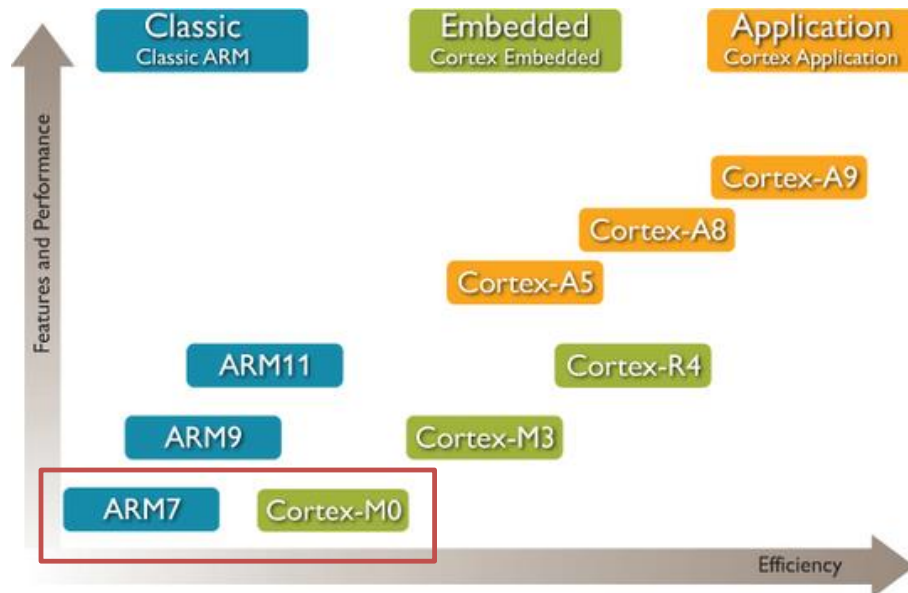 Classic
Classic ARM
Embedded
Cortex Embedded
Application
Cortex Application
Features and Performance
Cortex-A9
Cortex-A8
Cortex-A5
ARM11
Cortex-R4
ARM9
Cortex-M3
ARM7
Cortex-M0
Efficiency